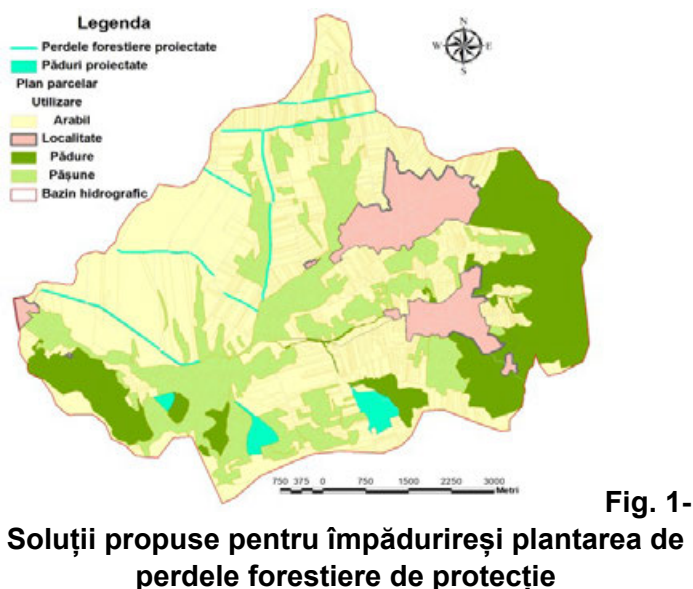 Legenda
Perdele forestiere proiectate
Păduri proiectate
Plan parcelar
Utilizare
Arabil
Localitate
Pădure
Pășune
Bazin hidrografic
N
W E
S
750 375 0 750 1500 2250 3000
Metri
Fig. 1-
Soluții propuse pentru împădurireși plantarea de
perdele forestiere de protecție